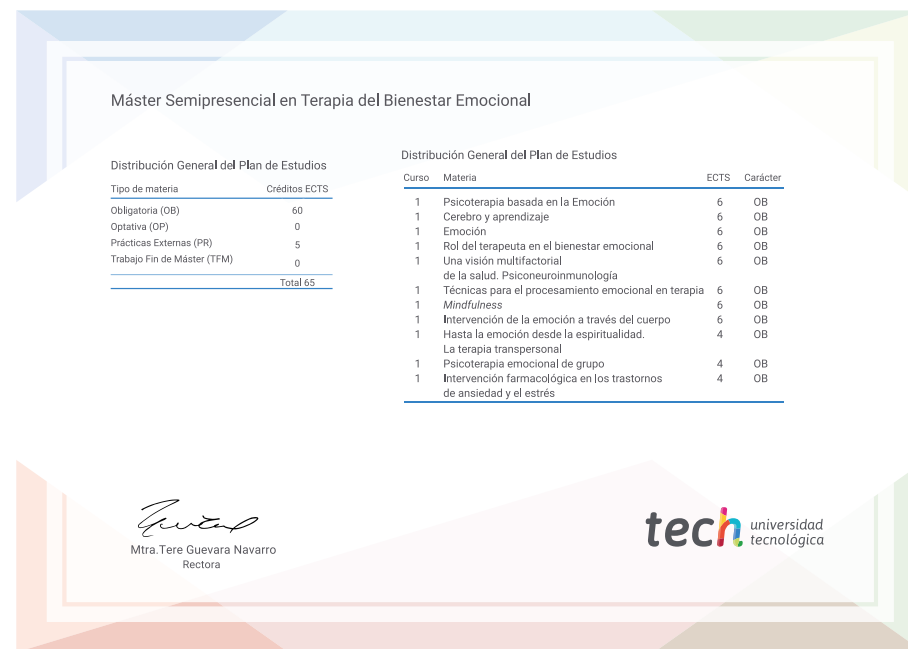 Máster Semipresencial en Terapia del Bienestar Emocional
Distribución General del Plan de Estudios
Tipo de materia Créditos ECTS
Obligatoria (OB) 60
Optativa (OP) 0
Prácticas Externas (PR) 5
Trabajo Fin de Máster (TFM) 0
Total 65
Distribución General del Plan de Estudios
Curso Materia ECTS Carácter
1 Psicoterapia basada en la Emoción 6 OB
1 Cerebro y aprendizaje 6 OB
1 Emoción 6 OB
1 Rol del terapeuta en el bienestar emocional 6 OB
1 Una visión multifactorial 6 OB
de la salud. Psiconeuroinmunología
1 Técnicas para el procesamiento emocional en terapia 6 OB
1 Mindfulness 6 OB
1 Intervención de la emoción a través del cuerpo 6 OB
1 Hasta la emoción desde la espiritualidad. 4 OB
La terapia transpersonal
1 Psicoterapia emocional de grupo 4 OB
1 Intervención farmacológica en los trastornos 4 OB
de ansiedad y el estrés
Mtra.Tere Guevara Navarro
Rectora
tech universidad
tecnológica